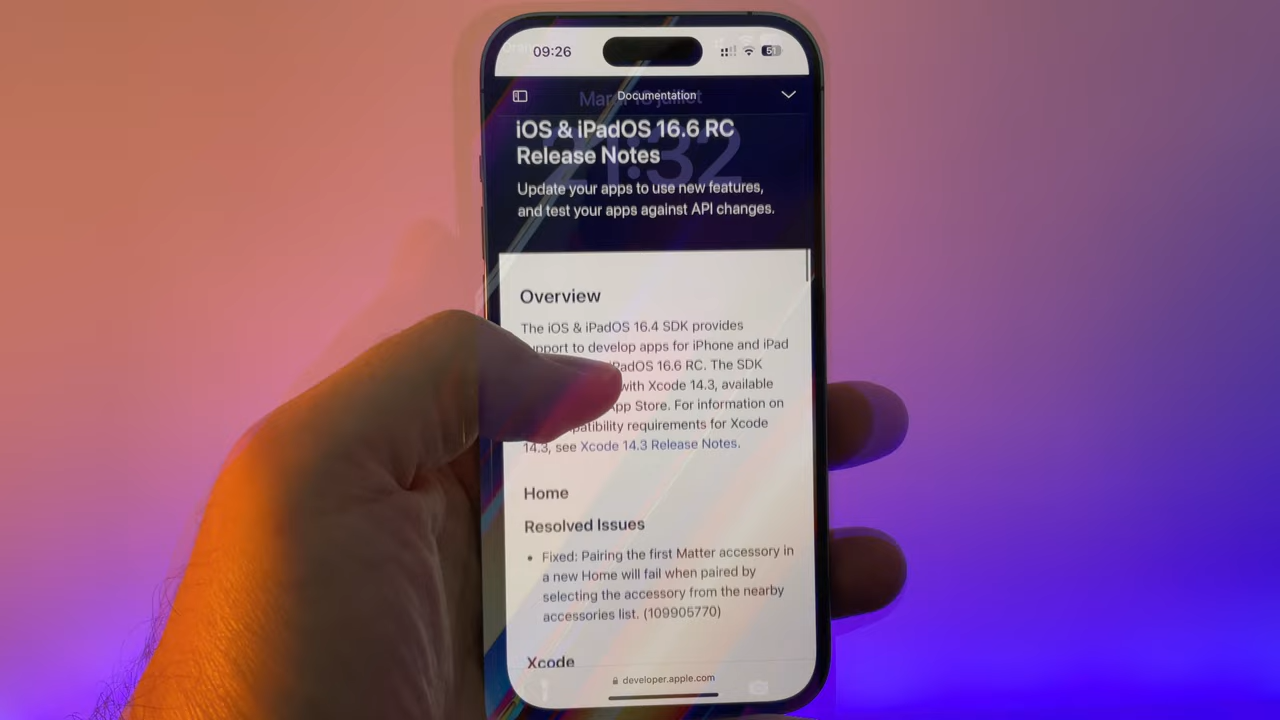 09:26
51
Documentation
iOS & iPadOS 16.6 RC
Release Notes
21:32
Update your apps to use new features,
and test your apps against API changes.
Overview
The iOS & iPadOS 16.4 SDK provides
to develop apps for iPhone and iPad
16.6 RC. The SDK
with Xcode 14.3, available
App Store. For information on
requirements for Xcode
14.3, see Xcode 14.3 Release Notes.
Home
Resolved Issues
• Fixed: Pairing the first Matter accessory in
a new Home will fail when paired by
selecting the accessory from the nearby
accessories list. (109905770)
Xcode
developer.apple.com